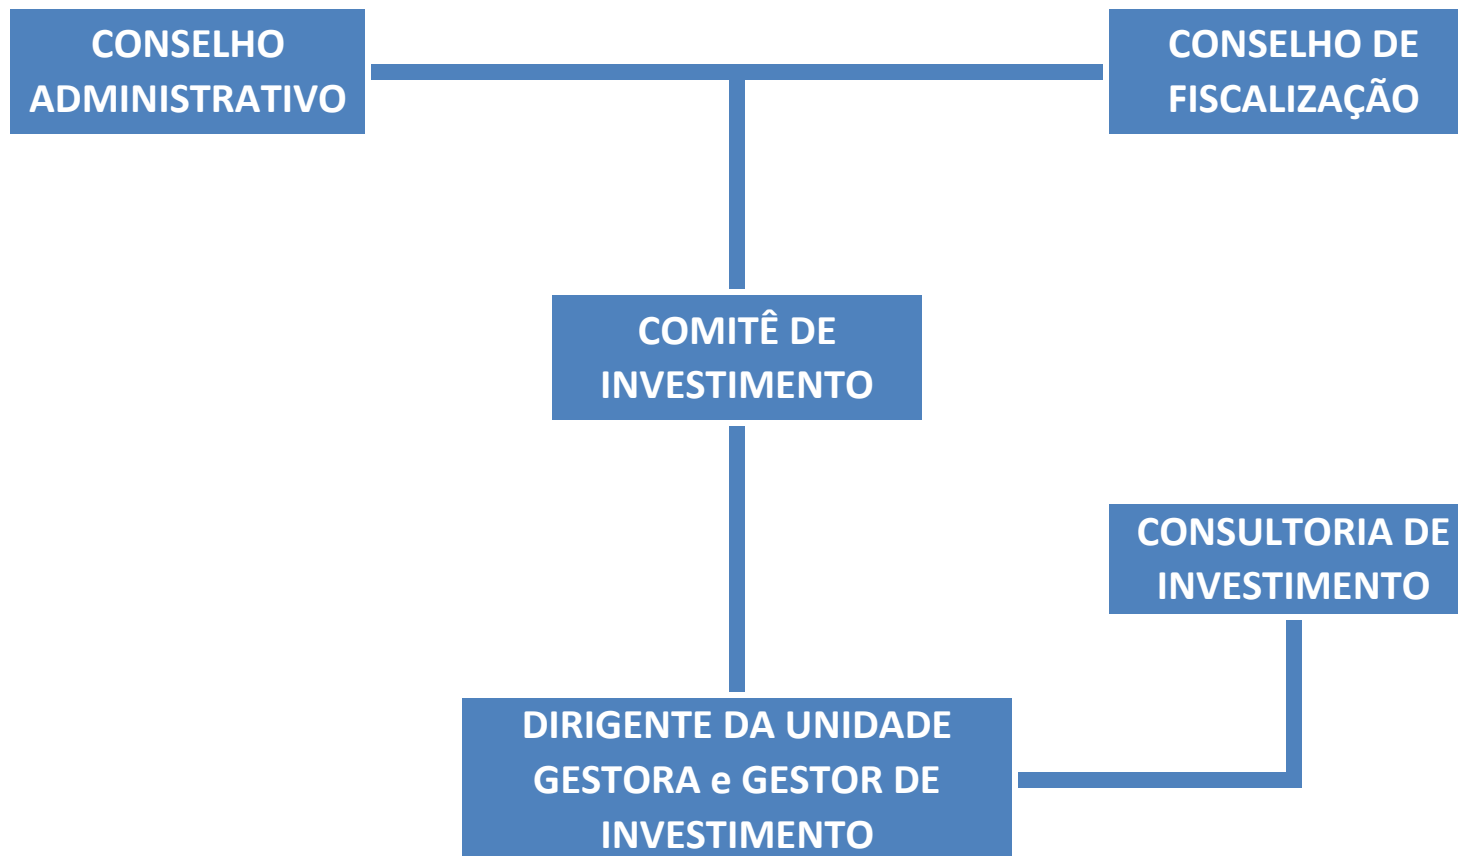 CONSELHO
ADMINISTRATIVO
CONSELHO DE
FISCALIZAÇÃO
COMITÊ DE
INVESTIMENTO
CONSULTORIA DE
INVESTIMENTO
DIRIGENTE DA UNIDADE
GESTORA e GESTOR DE
INVESTIMENTO